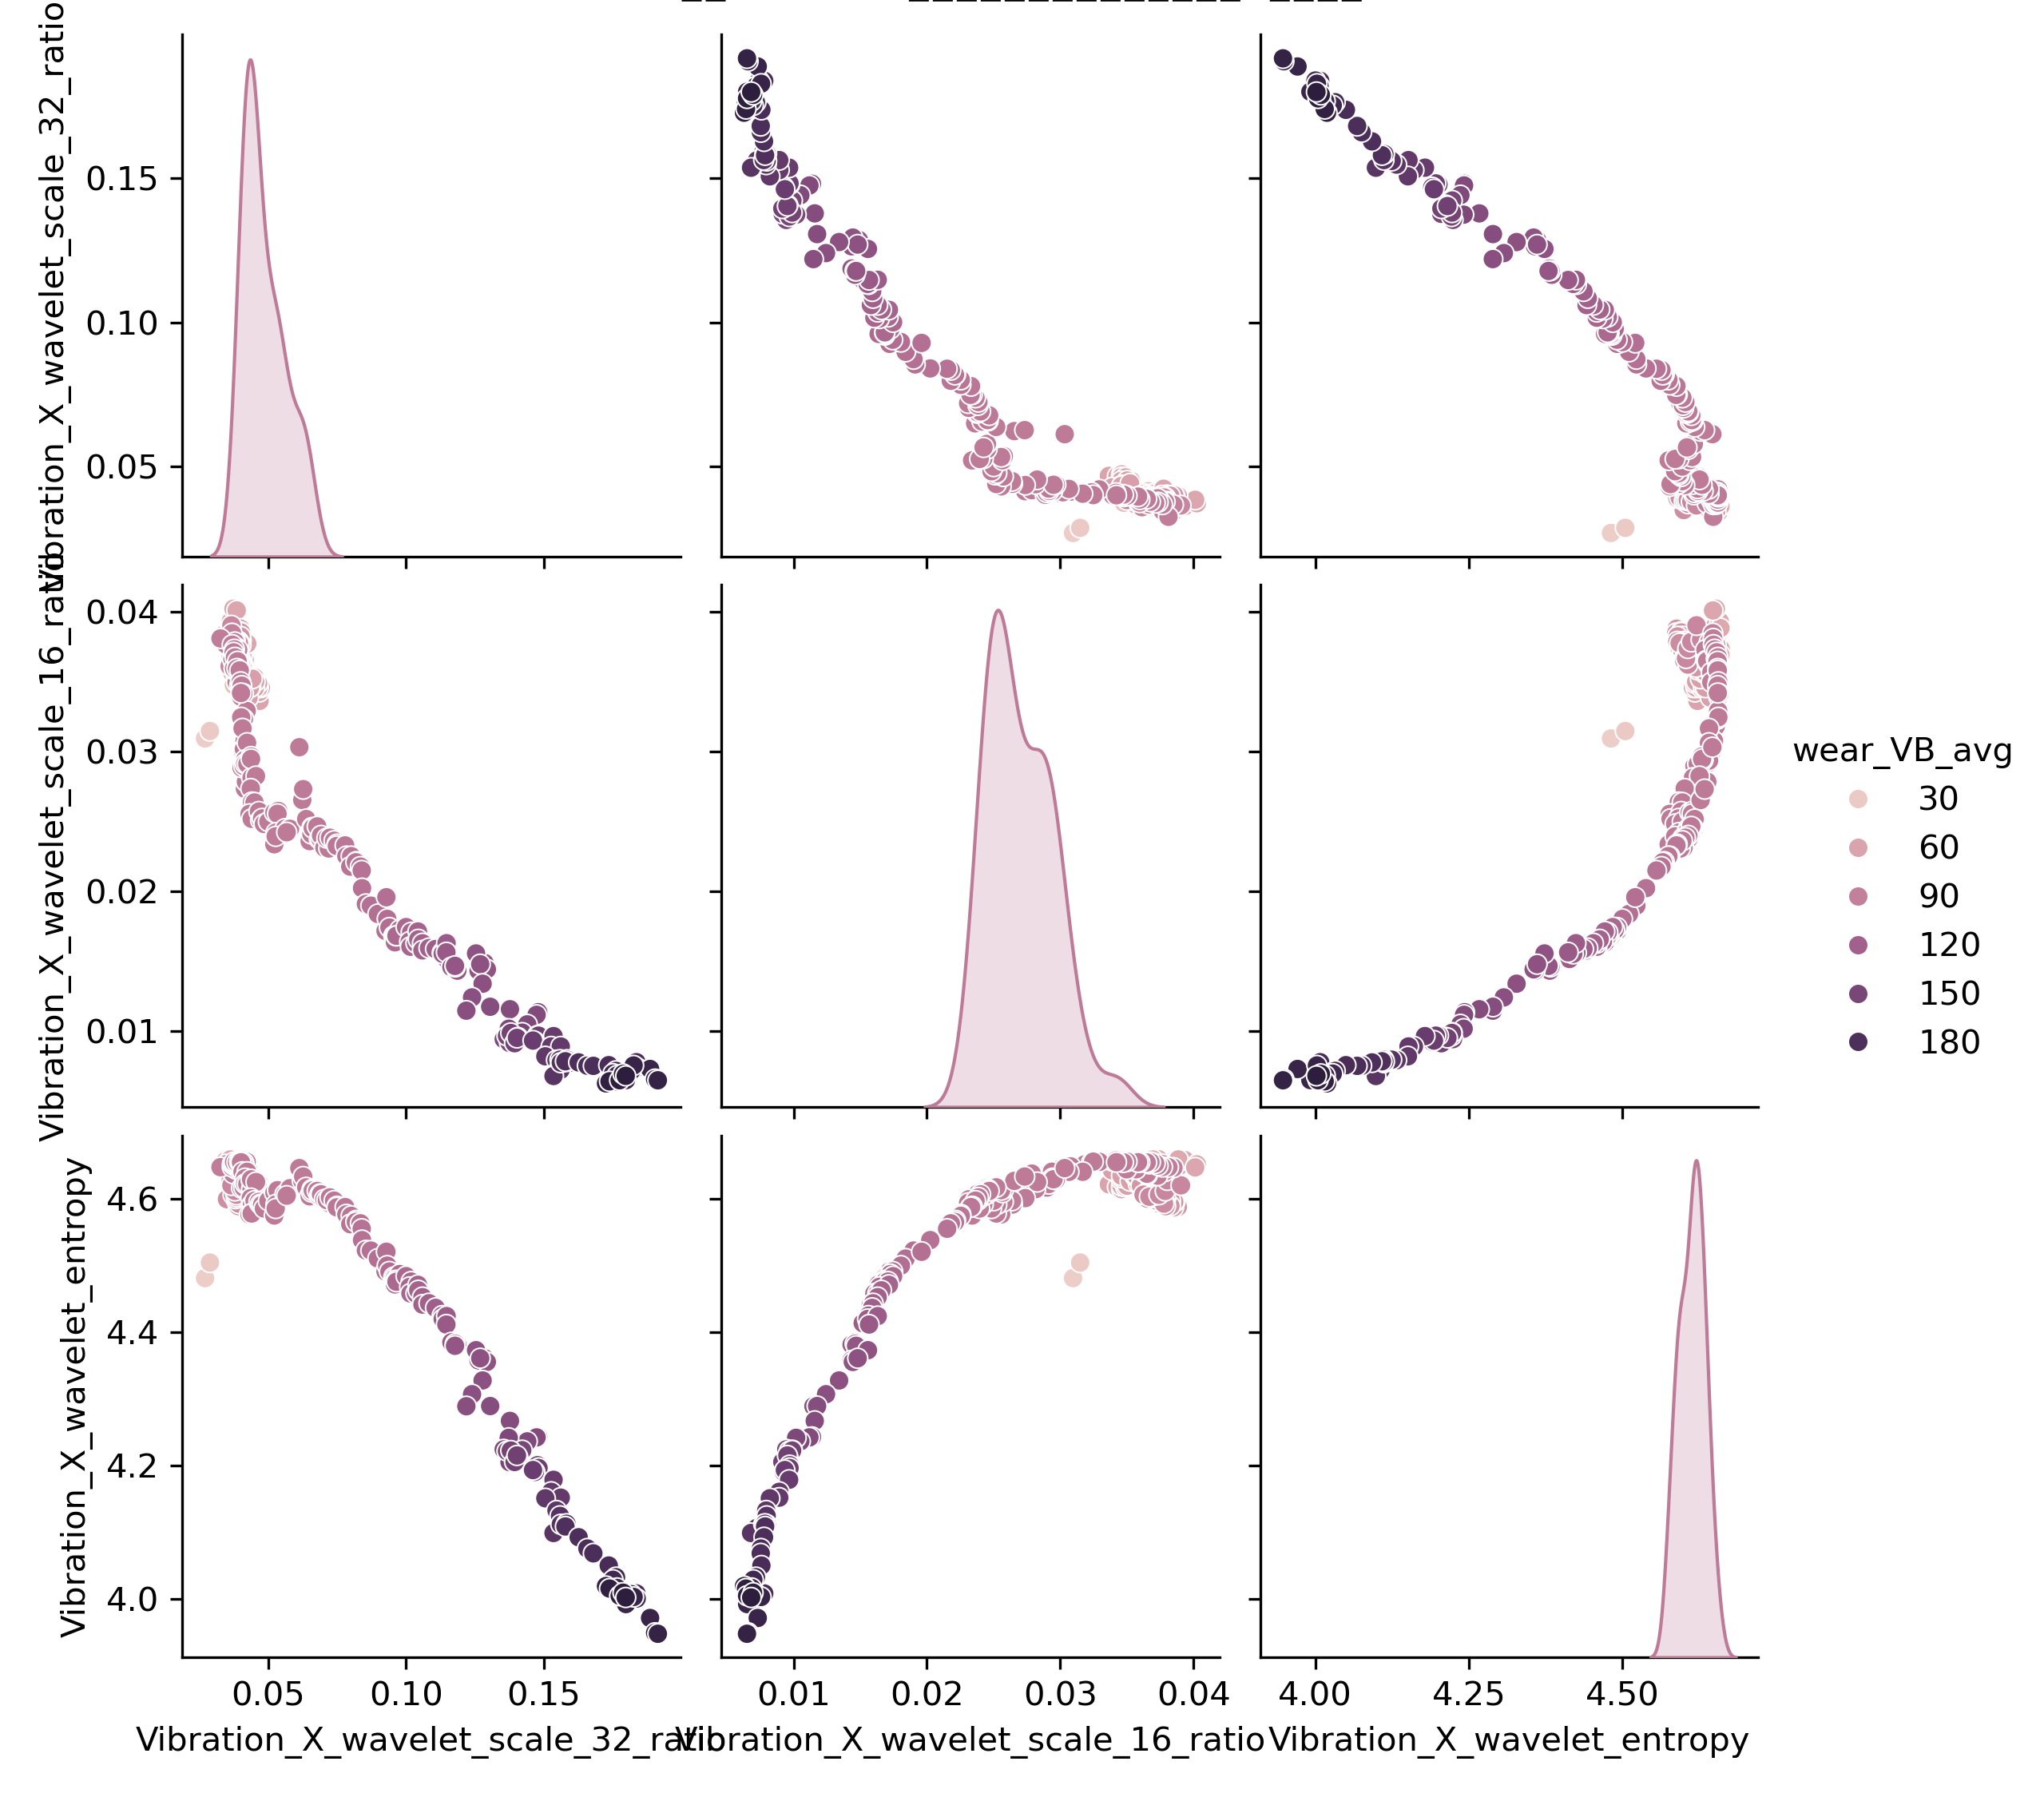 Vibration_X_wavelet_scale_32_ratio
0.15
0.10
0.05
Vibration_X_wavelet_scale_16_ratio
0.04
0.03
0.02
0.01
Vibration_X_wavelet_entropy
4.6
4.4
4.2
4.0
0.05 0.10 0.15
Vibration_X_wavelet_scale_32_ratio
0.01 0.02 0.03 0.04
Vibration_X_wavelet_scale_16_ratio
4.00 4.25 4.50
Vibration_X_wavelet_entropy
wear_VB_avg
30
60
90
120
150
180